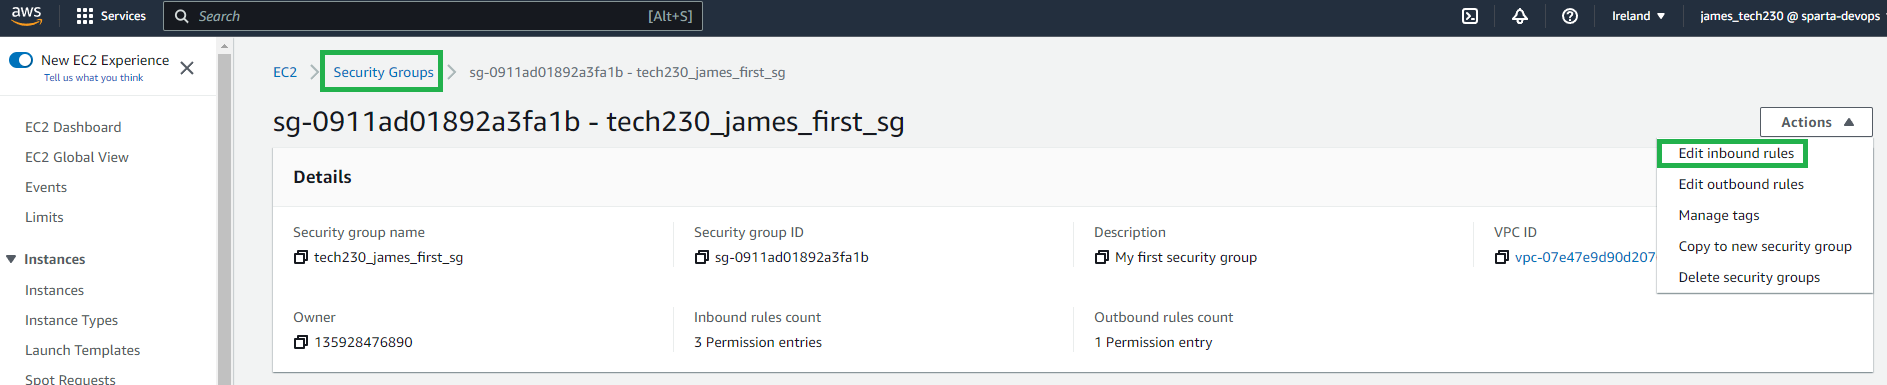 aws Services Search [Alt+S] Ireland james_tech230 @ sparta-devops
New EC2 Experience
Tell us what you think
EC2 Security Groups sg-0911ad01892a3fa1b - tech230_james_first_sg
sg-0911ad01892a3fa1b - tech230_james_first_sg
Actions
Edit inbound rules
Edit outbound rules
Manage tags
Copy to new security group
Delete security groups
EC2 Dashboard
EC2 Global View
Events
Limits
Instances
Instances
Instance Types
Launch Templates
Spot Requests
Details
Security group name
tech230_james_first_sg
Security group ID
sg-0911ad01892a3fa1b
Description
My first security group
VPC ID
vpc-07e47e9d90d207
Owner
135928476890
Inbound rules count
3 Permission entries
Outbound rules count
1 Permission entry